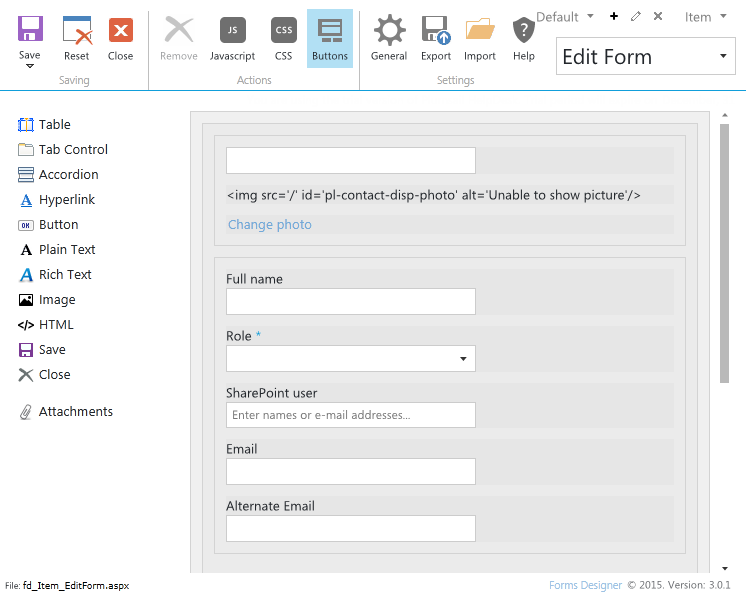 Save
Reset
Close
Saving
Remove
JS
Javascript
CSS
CSS
Buttons
Actions
General
Export
Import
?
Help
Settings
Default
Item
Edit Form
Table
Tab Control
Accordion
A Hyperlink
OK Button
A Plain Text
A Rich Text
Image
</> HTML
Save
Close
Attachments
<img src='/' id='pl-contact-disp-photo' alt='Unable to show picture'/>
Change photo
Full name
Role *
SharePoint user
Enter names or e-mail addresses...
Email
Alternate Email
File: fd_Item_EditForm.aspx
Forms Designer © 2015. Version: 3.0.1